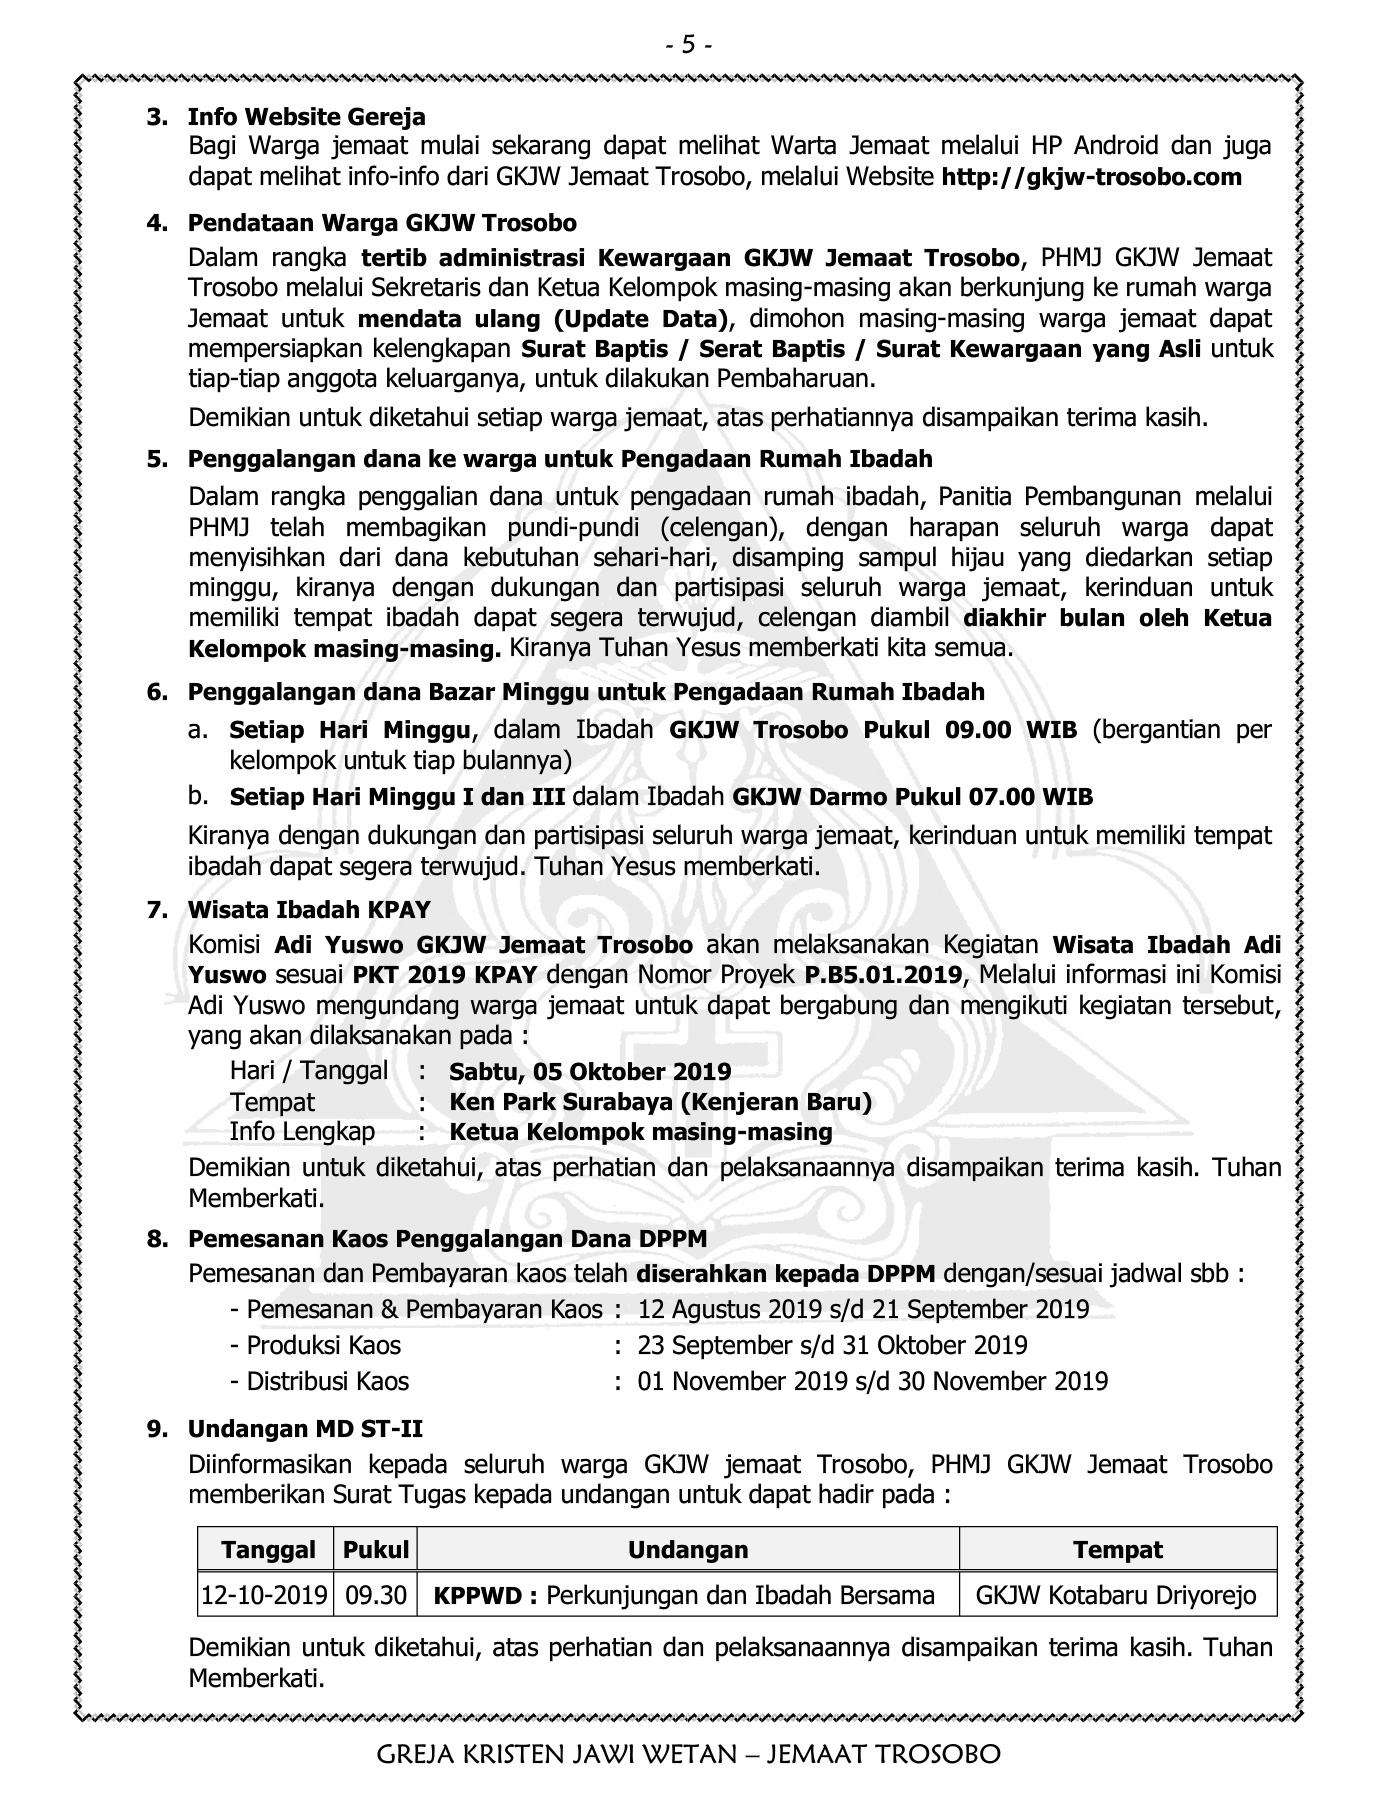 - 5 -
3. Info Website Gereja
Bagi Warga jemaat mulai sekarang dapat melihat Warta Jemaat melalui HP Android dan juga
dapat melihat info-info dari GKJW Jemaat Trosobo, melalui Website http://gkjw-trosobo.com
4. Pendataan Warga GKJW Trosobo
Dalam rangka tertib administrasi Kewargaan GKJW Jemaat Trosobo, PHMJ GKJW Jemaat
Trosobo melalui Sekretaris dan Ketua Kelompok masing-masing akan berkunjung ke rumah warga
Jemaat untuk mendata ulang (Update Data), dimohon masing-masing warga jemaat dapat
mempersiapkan kelengkapan Surat Baptis / Serat Baptis / Surat Kewargaan yang Asli untuk
tiap-tiap anggota keluarganya, untuk dilakukan Pembaharuan.
Demikian untuk diketahui setiap warga jemaat, atas perhatiannya disampaikan terima kasih.
5. Penggalangan dana ke warga untuk Pengadaan Rumah Ibadah
Dalam rangka penggalian dana untuk pengadaan rumah ibadah, Panitia Pembangunan melalui
PHMJ telah membagikan pundi-pundi (celengan), dengan harapan seluruh warga dapat
menyisihkan dari dana kebutuhan sehari-hari, disamping sampul hijau yang diedarkan setiap
minggu, kiranya dengan dukungan dan partisipasi seluruh warga jemaat, kerinduan untuk
memiliki tempat ibadah dapat segera terwujud, celengan diambil diakhir bulan oleh Ketua
Kelompok masing-masing. Kiranya Tuhan Yesus memberkati kita semua.
6. Penggalangan dana Bazar Minggu untuk Pengadaan Rumah Ibadah
a. Setiap Hari Minggu, dalam Ibadah GKJW Trosobo Pukul 09.00 WIB (bergantian per
kelompok untuk tiap bulannya)
b. Setiap Hari Minggu I dan III dalam Ibadah GKJW Darmo Pukul 07.00 WIB
Kiranya dengan dukungan dan partisipasi seluruh warga jemaat, kerinduan untuk memiliki tempat
ibadah dapat segera terwujud. Tuhan Yesus memberkati.
7. Wisata Ibadah KPAY
Komisi Adi Yuswo GKJW Jemaat Trosobo akan melaksanakan Kegiatan Wisata Ibadah Adi
Yuswo sesuai PKT 2019 KPAY dengan Nomor Proyek P.B5.01.2019, Melalui informasi ini Komisi
Adi Yuswo mengundang warga jemaat untuk dapat bergabung dan mengikuti kegiatan tersebut,
yang akan dilaksanakan pada :
Hari / Tanggal : Sabtu, 05 Oktober 2019
Tempat : Ken Park Surabaya (Kenjeran Baru)
Info Lengkap : Ketua Kelompok masing-masing
Demikian untuk diketahui, atas perhatian dan pelaksanaannya disampaikan terima kasih. Tuhan
Memberkati.
8. Pemesanan Kaos Penggalangan Dana DPPM
Pemesanan dan Pembayaran kaos telah diserahkan kepada DPPM dengan/sesuai jadwal sbb :
- Pemesanan & Pembayaran Kaos : 12 Agustus 2019 s/d 21 September 2019
- Produksi Kaos : 23 September s/d 31 Oktober 2019
- Distribusi Kaos : 01 November 2019 s/d 30 November 2019
9. Undangan MD ST-II
Diinformasikan kepada seluruh warga GKJW jemaat Trosobo, PHMJ GKJW Jemaat Trosobo
memberikan Surat Tugas kepada undangan untuk dapat hadir pada :
Tanggal Pukul Undangan Tempat
12-10-2019 09.30 KPPWD : Perkunjungan dan Ibadah Bersama GKJW Kotabaru Driyorejo
Demikian untuk diketahui, atas perhatian dan pelaksanaannya disampaikan terima kasih. Tuhan
Memberkati.
GREJA KRISTEN JAWI WETAN – JEMAAT TROSOBO